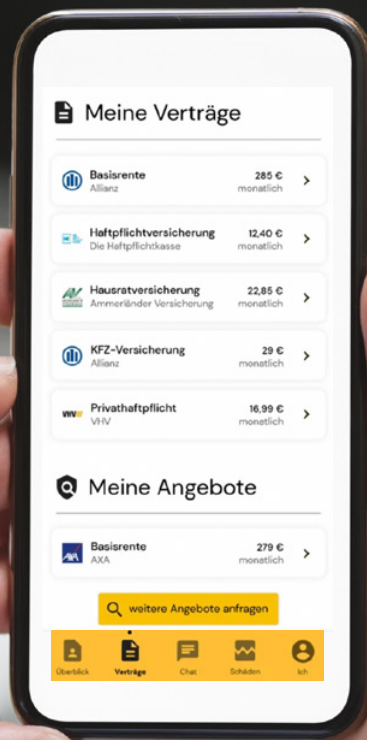 Meine Verträge
Basisrente
285 €
Allianz
monatlich
Haftpflichtversicherung
12,40 €
Die Haftpflichtkasse
monatlich
Hausratversicherung
22,85 €
Ammerländer Versicherung
monatlich
KFZ-Versicherung
29 €
Allianz
monatlich
VHV
Privathaftpflicht
16,99 €
VHV
monatlich
Meine Angebote
AXA
Basisrente
279 €
AXA
monatlich
weitere Angebote anfragen
Überblick
Verträge
Chat
Schäden
Ich